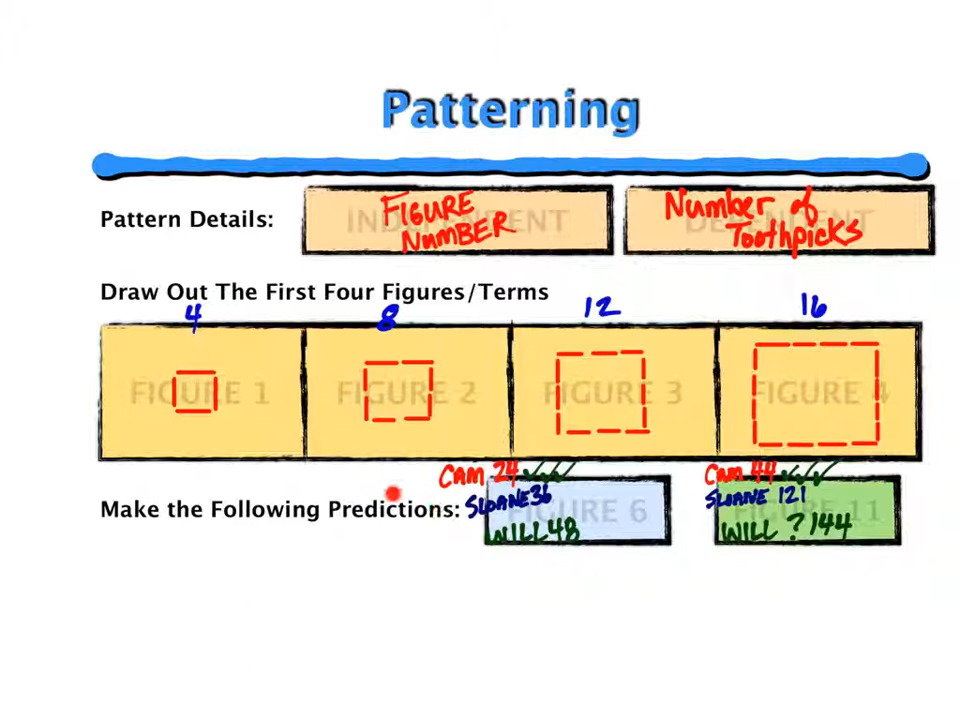 Patterning
Pattern Details:
INDEPENDENT
FIGURE
NUMBER
DEPENDENT
Number of
Toothpicks
Draw Out The First Four Figures/Terms
4 8 12 16
FIGURE 1 FIGURE 2 FIGURE 3 FIGURE 4
CAM 24 CAM 44
Make the Following Predictions: SLOANE 36 SLOANE 121
FIGURE 6 FIGURE 11
WILL 48 WILL ? 144